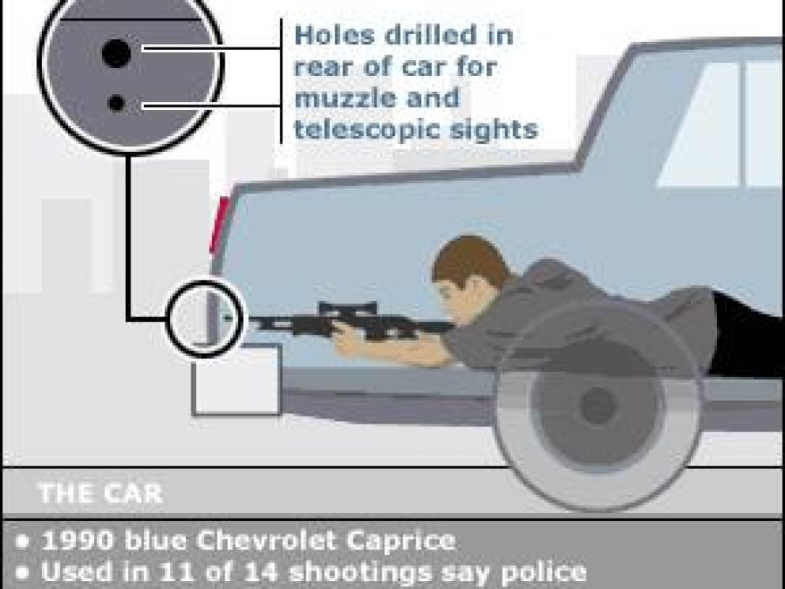 Holes drilled in
rear of car for
muzzle and
telescopic sights
THE CAR
● 1990 blue Chevrolet Caprice
● Used in 11 of 14 shootings say police